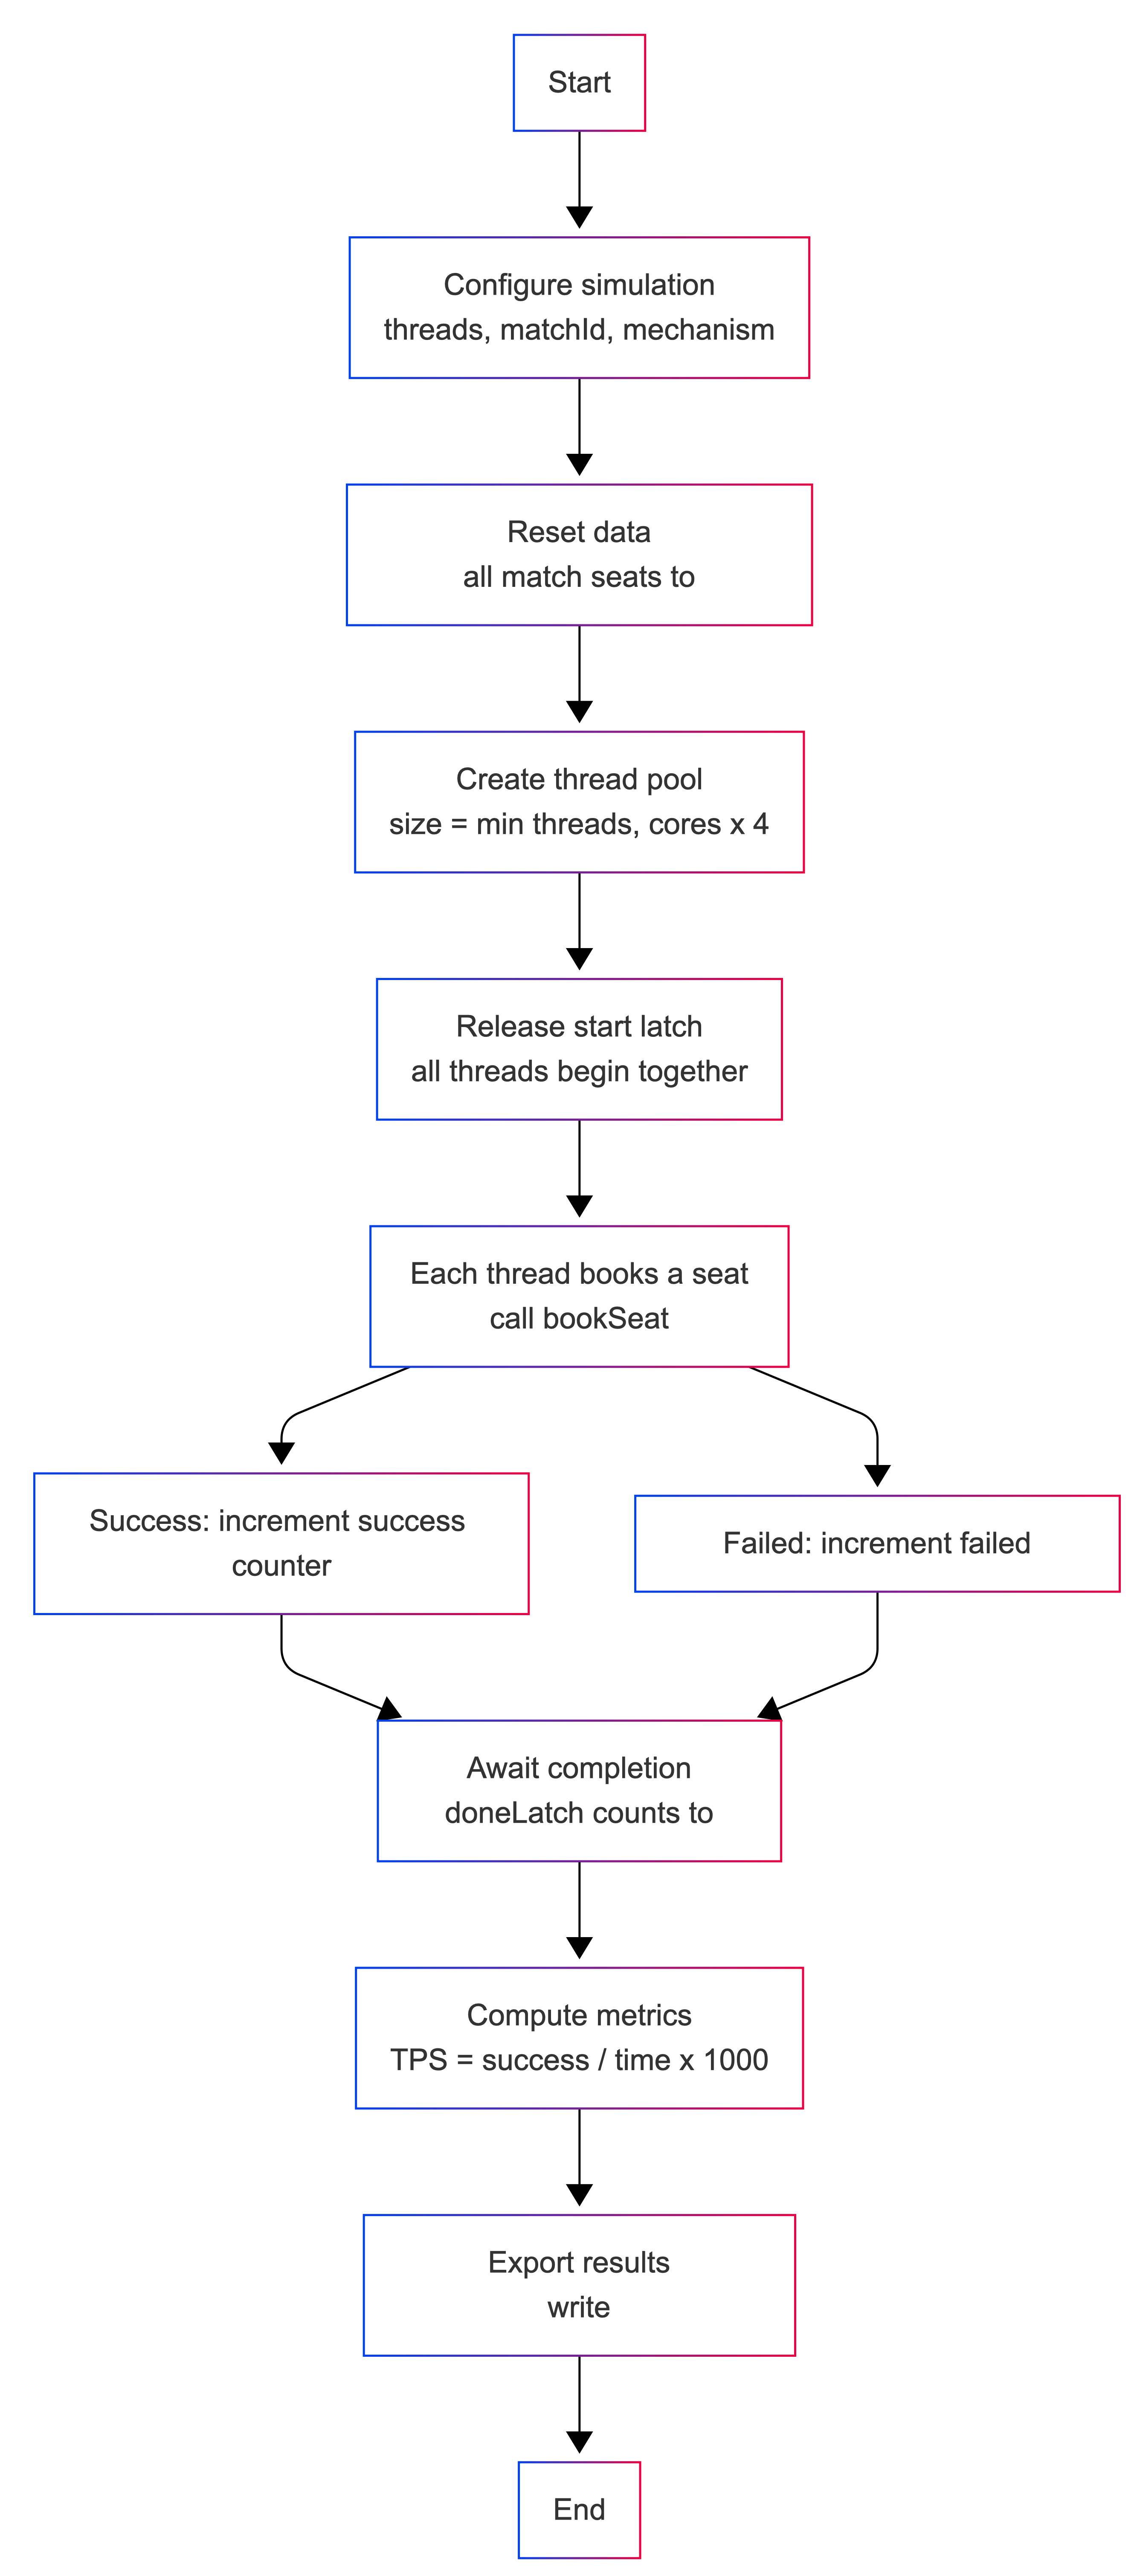 Start
Configure simulation
threads, matchId, mechanism
Reset data
all match seats to
Create thread pool
size = min threads, cores x 4
Release start latch
all threads begin together
Each thread books a seat
call bookSeat
Success: increment success
counter
Failed: increment failed
Await completion
doneLatch counts to
Compute metrics
TPS = success / time x 1000
Export results
write
End